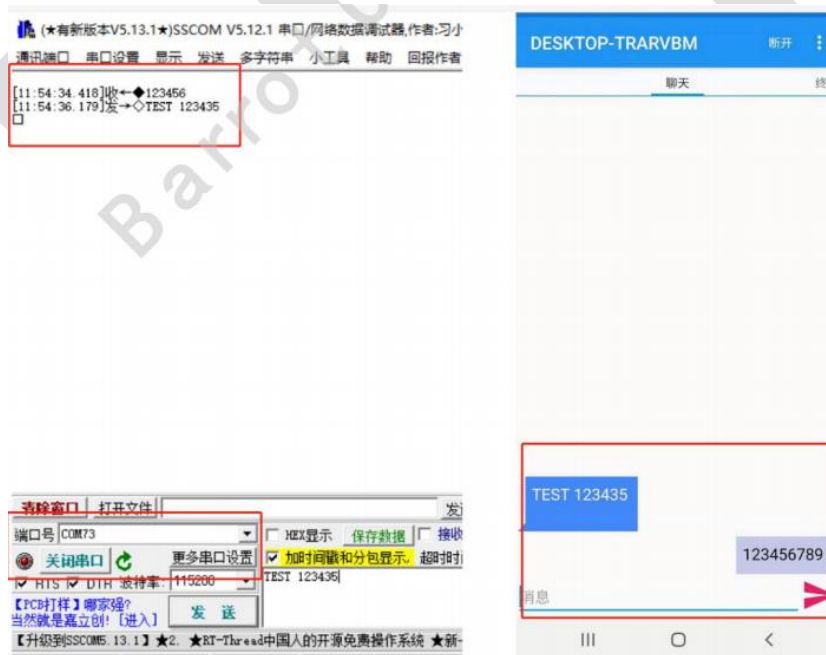 (★有新版本V5.13.1★)SSCOM V5.12.1 串口/网络数据调试器,作者:习小
通讯端口 串口设置 显示 发送 多字符串 小工具 帮助 回报作者
[11:54:34.418]收←◆123456
[11:54:36.179]发→◇TEST 123435
□
清除窗口 打开文件
端口号 COM73 HEX显示 保存数据 接收
关闭串口 更多串口设置 加时间戳和分包显示. 超时时
RTS DTR 波特率: 115200 TEST 123435
【PCB打样】哪家强?
当然就是嘉立创!【进入】 发 送
【升级到SSCOM5.13.1】★2. ★RT-Thread中国人的开源免费操作系统 ★新-
DESKTOP-TRARVBM 断开
聊天
TEST 123435
123456789
消息
Barrot